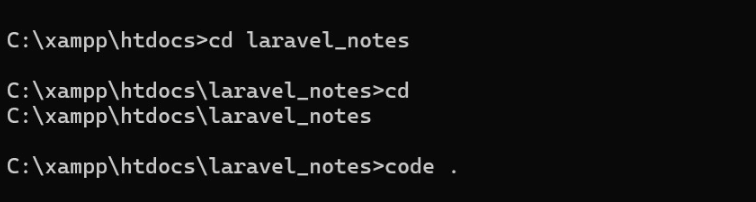 C:\xampp\htdocs>cd laravel_notes
C:\xampp\htdocs\laravel_notes>cd
C:\xampp\htdocs\laravel_notes
C:\xampp\htdocs\laravel_notes>code .